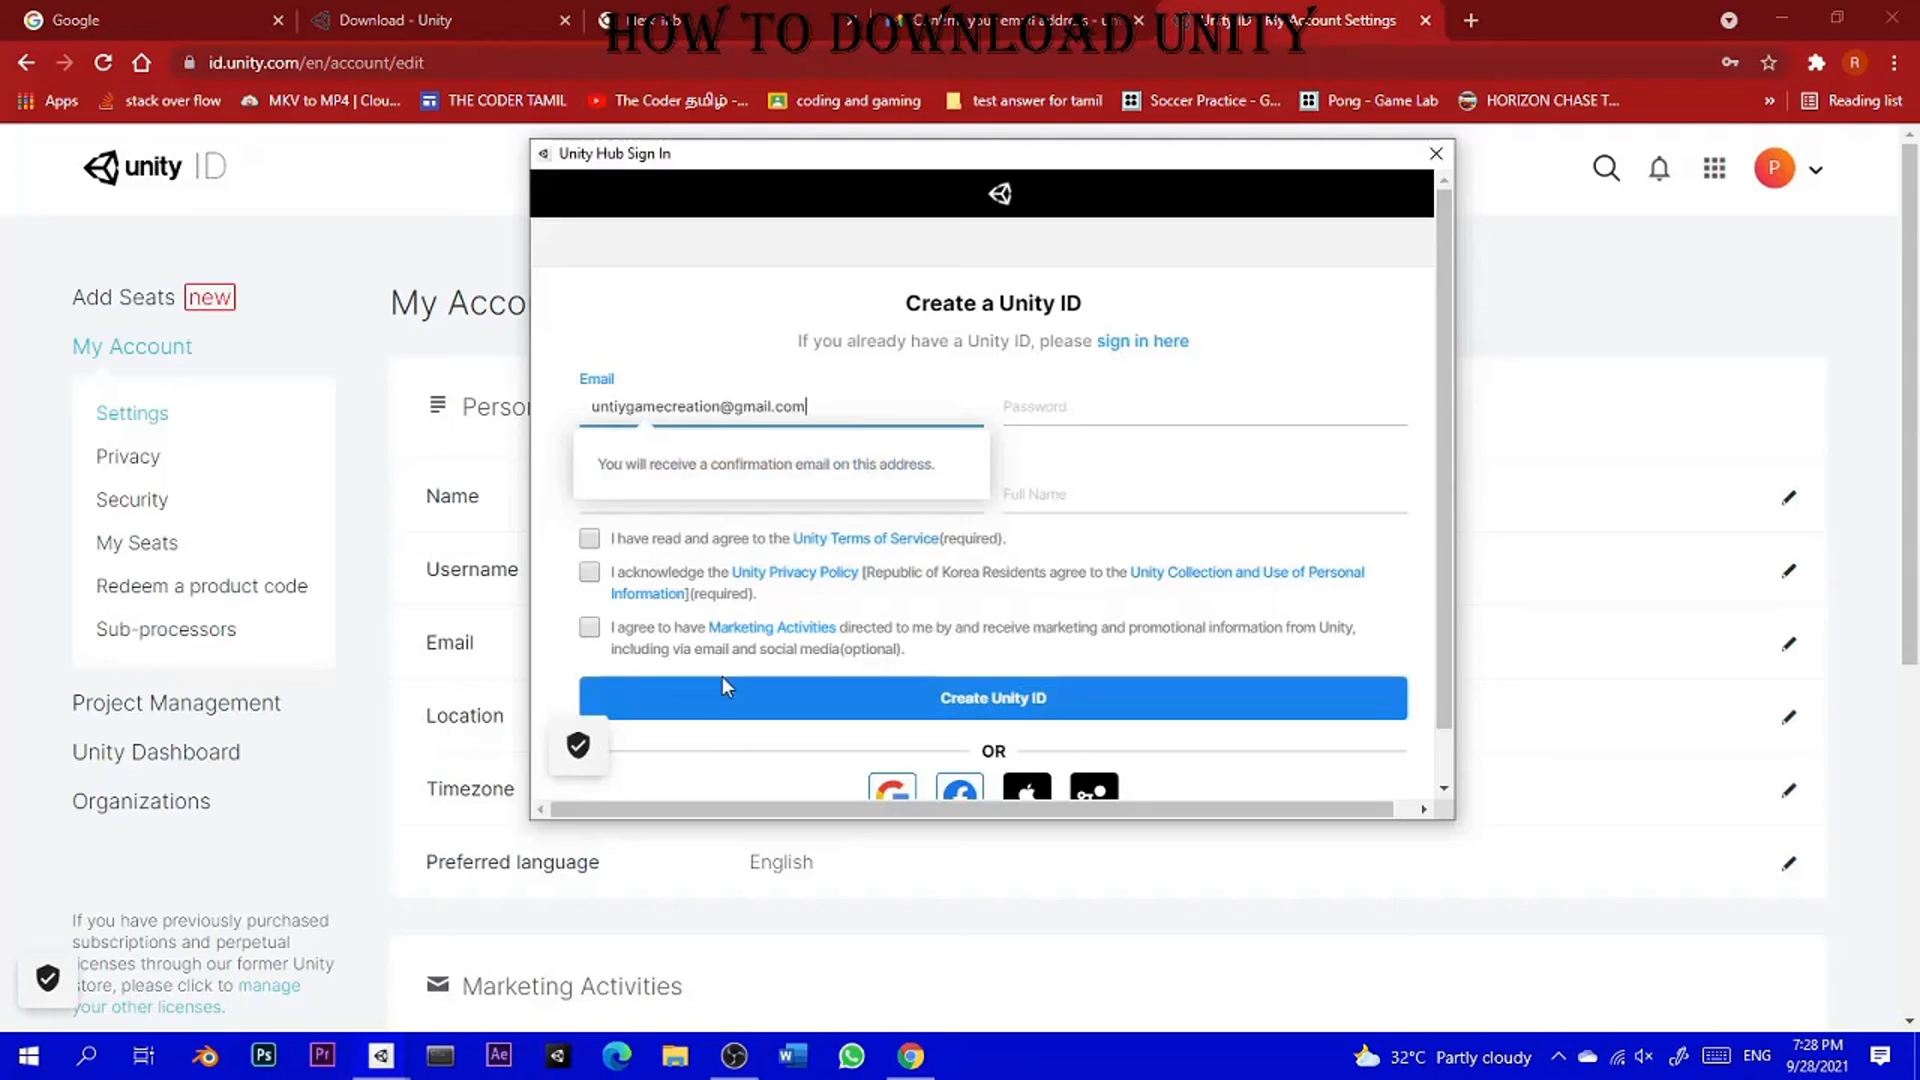 Google
Download - Unity
HOW TO DOWNLOAD UNITY
My Account Settings
id.unity.com/en/account/edit
R
Apps
stack over flow
MKV to MP4 | Clou...
THE CODER TAMIL
The Coder தமிழ் -...
coding and gaming
test answer for tamil
Soccer Practice - G...
Pong - Game Lab
HORIZON CHASE T...
»
Reading list
unity | ID
P
Unity Hub Sign In
Add Seats new
My Account
Settings
Privacy
Security
My Seats
Redeem a product code
Sub-processors
Project Management
Unity Dashboard
Organizations
If you have previously purchased
subscriptions and perpetual
licenses through our former Unity
store, please click to manage
your other licenses.
My Acco
Perso
Name
Username
Email
Location
Timezone
Preferred language
English
Marketing Activities
Create a Unity ID
If you already have a Unity ID, please sign in here
Email
untiygamecreation@gmail.com
Password
You will receive a confirmation email on this address.
Full Name
I have read and agree to the Unity Terms of Service(required).
I acknowledge the Unity Privacy Policy [Republic of Korea Residents agree to the Unity Collection and Use of Personal
Information](required).
I agree to have Marketing Activities directed to me by and receive marketing and promotional information from Unity,
including via email and social media(optional).
Create Unity ID
OR
Ps
Pr
Ae
32°C Partly cloudy
ENG
7:28 PM
9/28/2021